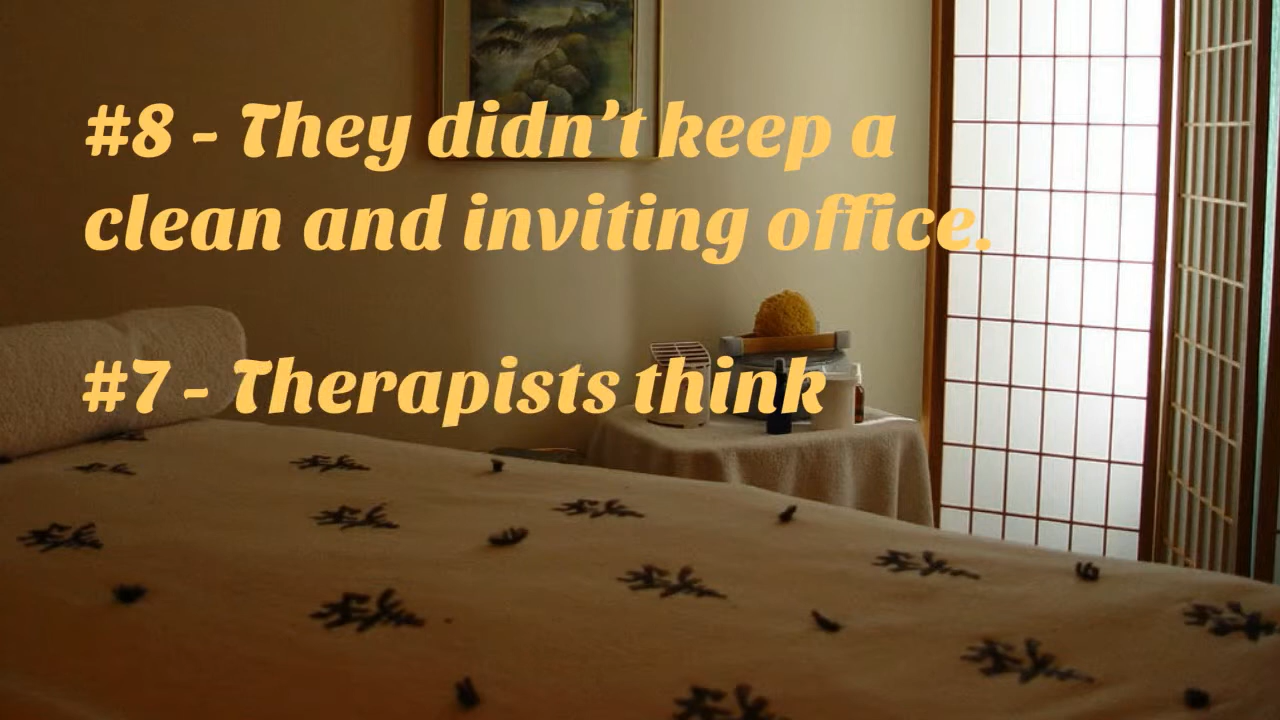 #8 - They didn’t keep a
clean and inviting office.
#7 - Therapists think